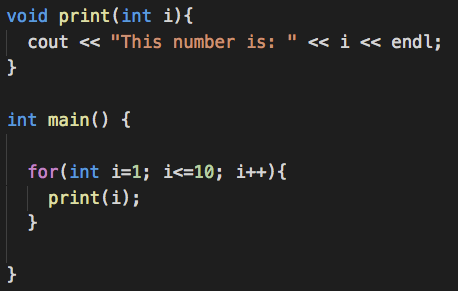 void print(int i){
  cout << "This number is: " << i << endl;
}

int main() {

  for(int i=1; i<=10; i++){
    print(i);
  }

}